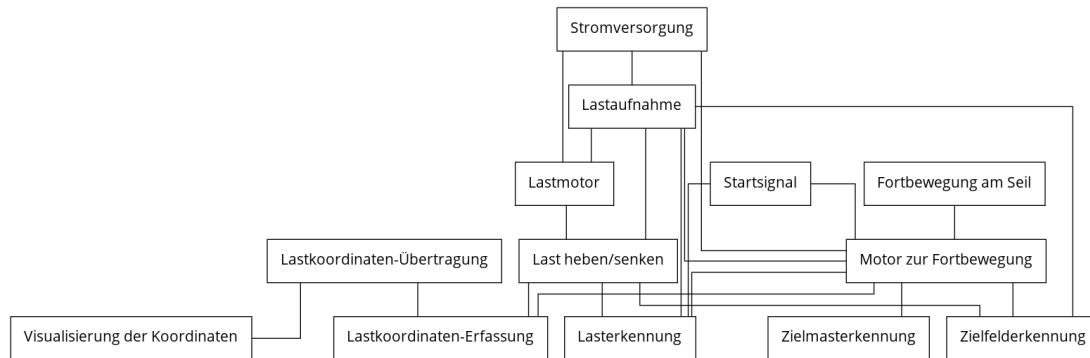 Stromversorgung
Lastaufnahme
Lastmotor
Startsignal
Fortbewegung am Seil
Lastkoordinaten-Übertragung
Last heben/senken
Motor zur Fortbewegung
Visualisierung der Koordinaten
Lastkoordinaten-Erfassung
Lasterkennung
Zielmasterkennung
Zielfelderkennung